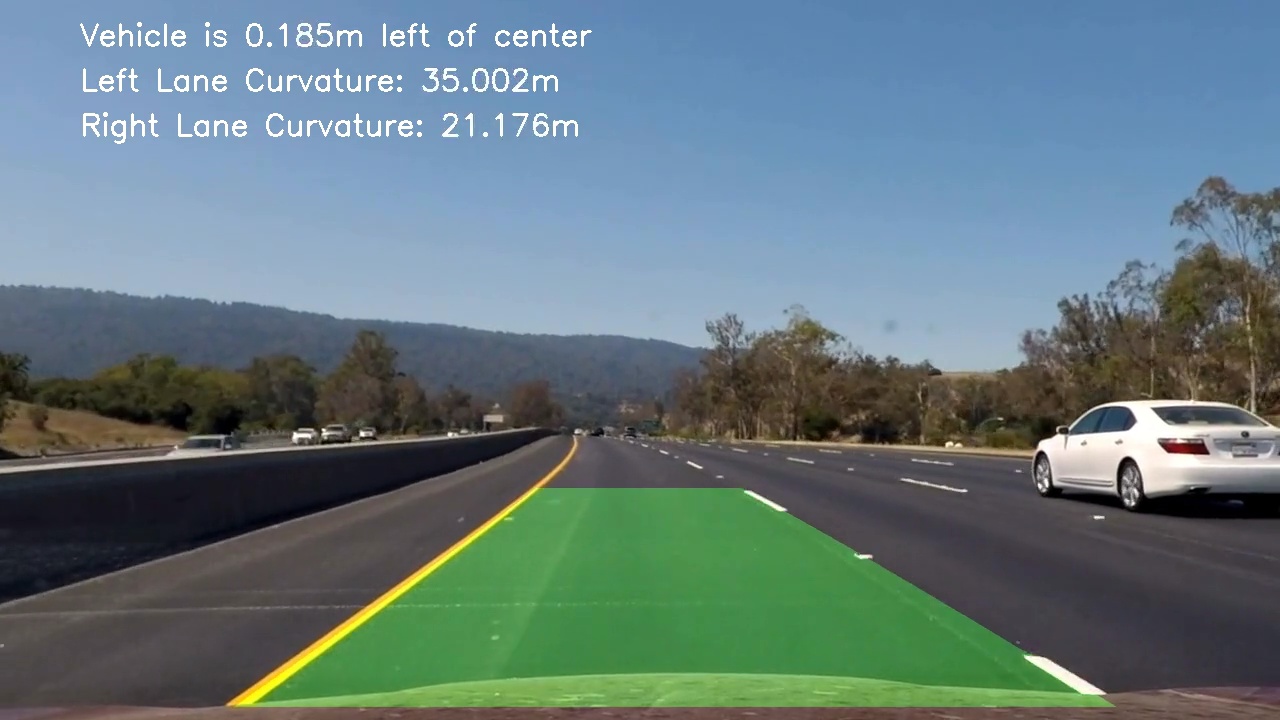 Vehicle is 0.185m left of center
Left Lane Curvature: 35.002m
Right Lane Curvature: 21.176m